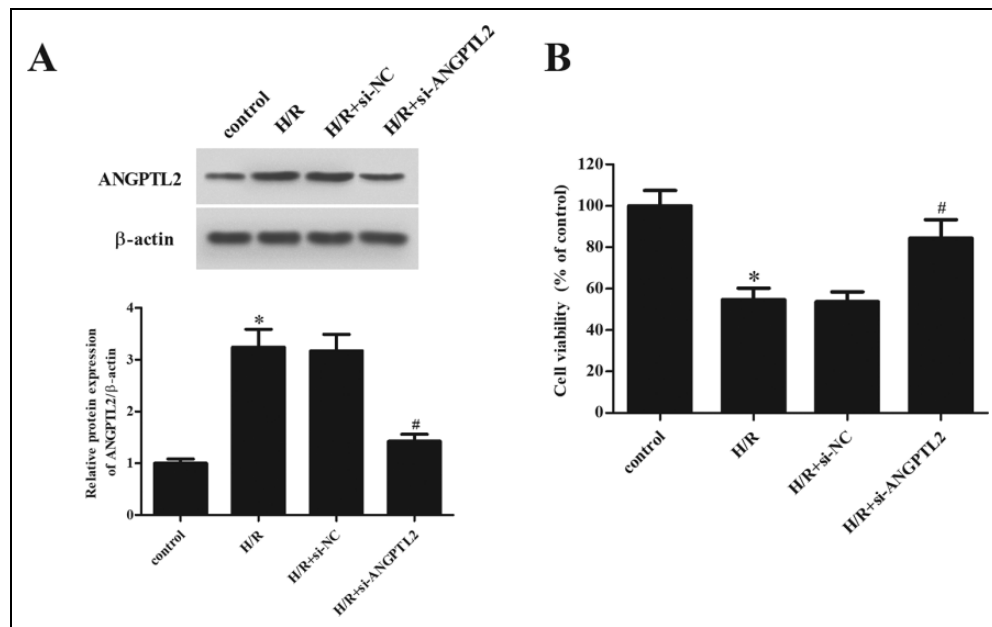 A
control
H/R
H/R+si-NC
H/R+si-ANGPTL2
ANGPTL2
β-actin
Relative protein expression
of ANGPTL2/β-actin
4
3
2
1
0
*
#
control
H/R
H/R+si-NC
H/R+si-ANGPTL2
B
Cell viability (% of control)
120
100
80
60
40
20
0
*
#
control
H/R
H/R+si-NC
H/R+si-ANGPTL2